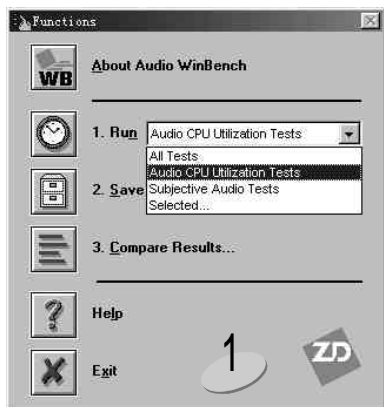 Functions
WB
About Audio WinBench
1. Run Audio CPU Utilization Tests
All Tests
Audio CPU Utilization Tests
2. Save
Subjective Audio Tests
Selected...
3. Compare Results...
Help
1
ZD
Exit